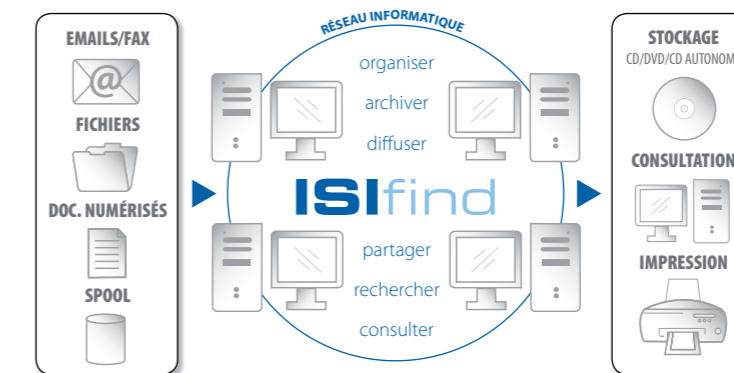 EMAILS/FAX
@
FICHIERS
DOC. NUMÉRISÉS
SPOOL
RÉSEAU INFORMATIQUE
organiser
archiver
diffuser
ISIfind
partager
rechercher
consulter
STOCKAGE
CD/DVD/CD AUTONOM
CONSULTATION
IMPRESSION